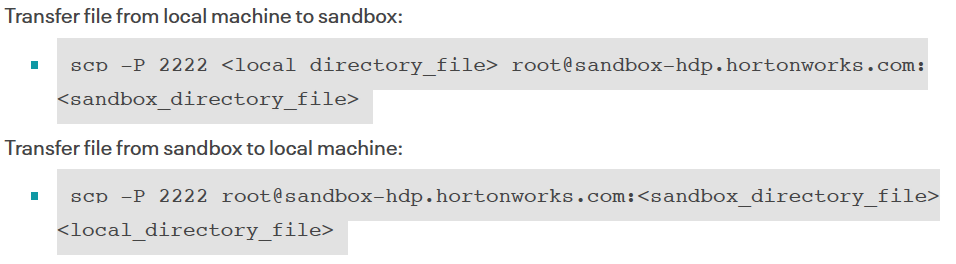 Transfer file from local machine to sandbox:
scp -P 2222 <local directory_file> root@sandbox-hdp.hortonworks.com:
<sandbox_directory_file>
Transfer file from sandbox to local machine:
scp -P 2222 root@sandbox-hdp.hortonworks.com:<sandbox_directory_file>
<local_directory_file>